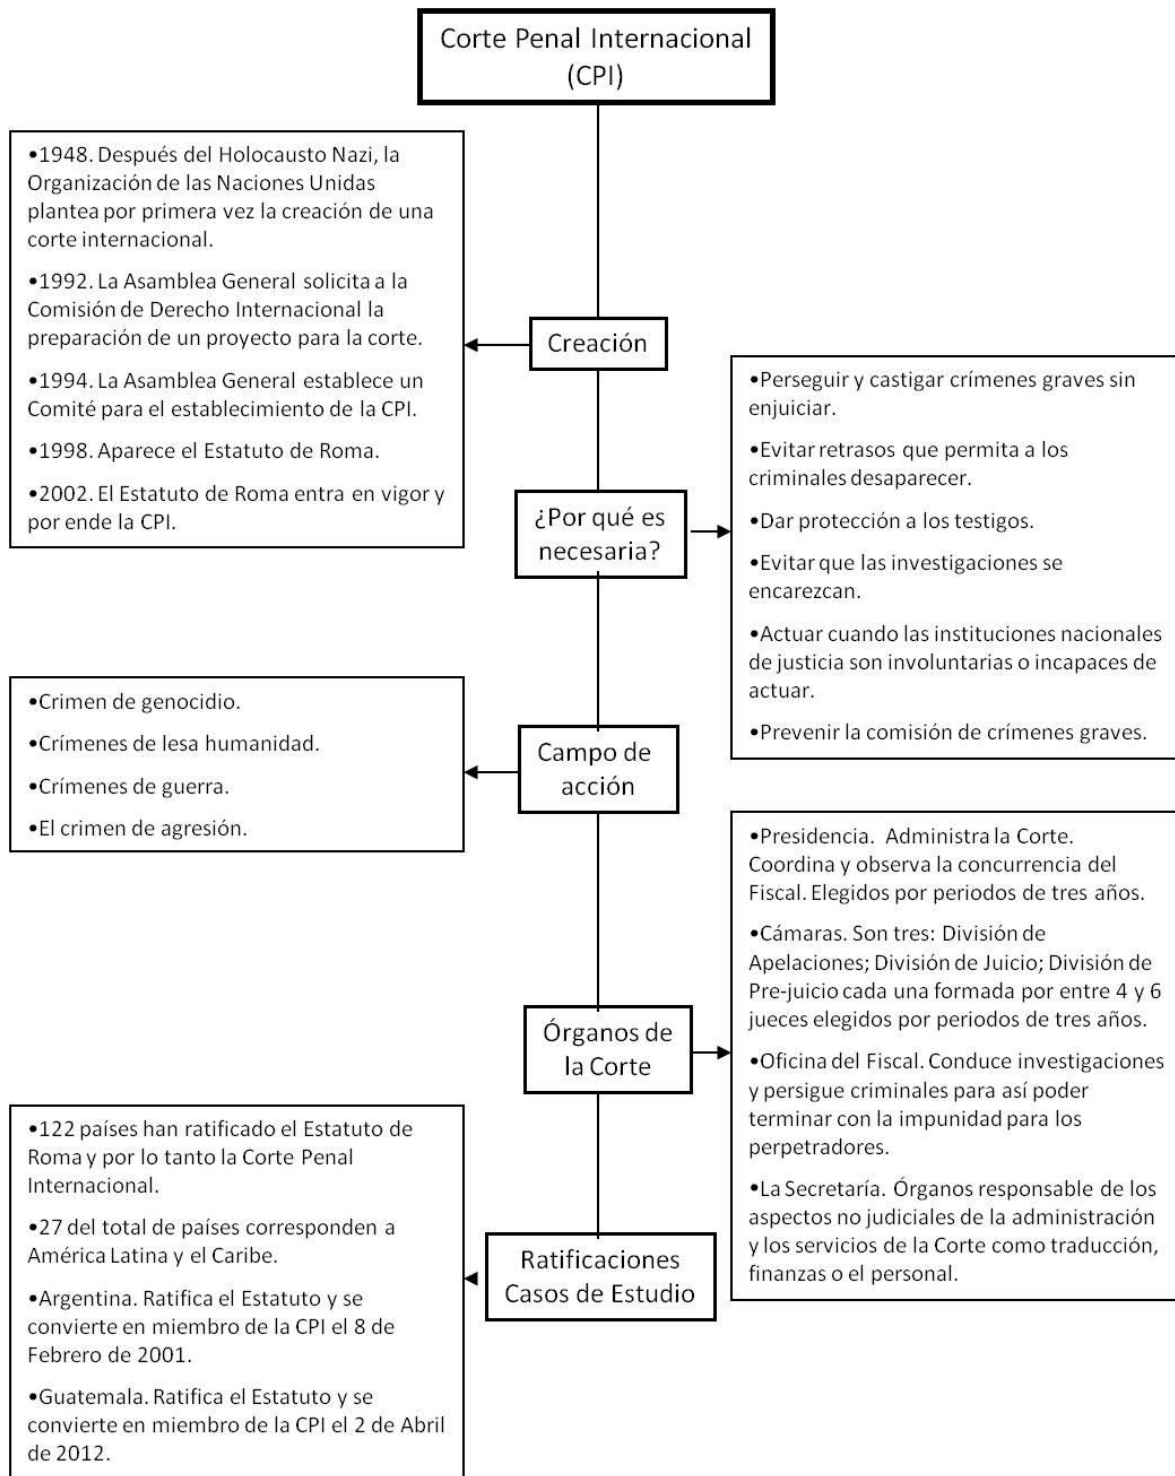 Corte Penal Internacional
(CPI)
•1948. Después del Holocausto Nazi, la
Organización de las Naciones Unidas
plantea por primera vez la creación de una
corte internacional.
•1992. La Asamblea General solicita a la
Comisión de Derecho Internacional la
preparación de un proyecto para la corte.
•1994. La Asamblea General establece un
Comité para el establecimiento de la CPI.
•1998. Aparece el Estatuto de Roma.
•2002. El Estatuto de Roma entra en vigor y
por ende la CPI.
Creación
¿Por qué es
necesaria?
•Perseguir y castigar crímenes graves sin
enjuiciar.
•Evitar retrasos que permita a los
criminales desaparecer.
•Dar protección a los testigos.
•Evitar que las investigaciones se
encarezcan.
•Actuar cuando las instituciones nacionales
de justicia son involuntarias o incapaces de
actuar.
•Prevenir la comisión de crímenes graves.
•Crimen de genocidio.
•Crímenes de lesa humanidad.
•Crímenes de guerra.
•El crimen de agresión.
Campo de
acción
•Presidencia. Administra la Corte.
Coordina y observa la concurrencia del
Fiscal. Elegidos por periodos de tres años.
•Cámaras. Son tres: División de
Apelaciones; División de Juicio; División de
Pre-juicio cada una formada por entre 4 y 6
jueces elegidos por periodos de tres años.
•Oficina del Fiscal. Conduce investigaciones
y persigue criminales para así poder
terminar con la impunidad para los
perpetradores.
•La Secretaría. Órganos responsable de los
aspectos no judiciales de la administración
y los servicios de la Corte como traducción,
finanzas o el personal.
Órganos de
la Corte
•122 países han ratificado el Estatuto de
Roma y por lo tanto la Corte Penal
Internacional.
•27 del total de países corresponden a
América Latina y el Caribe.
•Argentina. Ratifica el Estatuto y se
convierte en miembro de la CPI el 8 de
Febrero de 2001.
•Guatemala. Ratifica el Estatuto y se
convierte en miembro de la CPI el 2 de Abril
de 2012.
Ratificaciones
Casos de Estudio